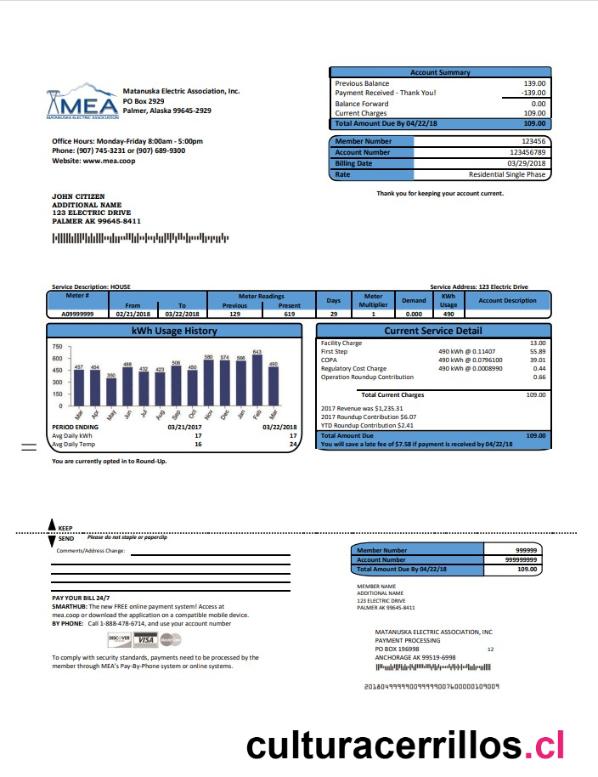 MEA
MATANUSKA ELECTRIC ASSOCIATION
Matanuska Electric Association, Inc.
PO Box 2929
Palmer, Alaska 99645-2929
Office Hours: Monday-Friday 8:00am - 5:00pm
Phone: (907) 745-3231 or (907) 689-9300
Website: www.mea.coop
Account Summary
Previous Balance 139.00
Payment Received - Thank You! -139.00
Balance Forward 0.00
Current Charges 109.00
Total Amount Due By 04/22/18 109.00
Member Number 123456
Account Number 123456789
Billing Date 03/29/2018
Rate Residential Single Phase
Thank you for keeping your account current.
JOHN CITIZEN
ADDITIONAL NAME
123 ELECTRIC DRIVE
PALMER AK 99645-8411
Service Description: HOUSE Service Address: 123 Electric Drive
Meter # From To Meter Readings Previous Present Days Meter Multiplier Demand KWh Usage Account Description
A09999999 02/21/2018 03/22/2018 129 619 29 1 0.000 490
kWh Usage History
750
600
450
300
150
0
457 454 350 488 432 423 508 450 580 574 566 643 490
Mar Apr May Jun Jul Aug Sep Oct Nov Dec Jan Feb Mar
PERIOD ENDING 03/21/2017 03/22/2018
Avg Daily kWh 17 17
Avg Daily Temp 16 24
You are currently opted in to Round-Up.
Current Service Detail
Facility Charge 13.00
First Step 490 kWh @ 0.11407 55.89
COPA 490 kWh @ 0.0796100 39.01
Regulatory Cost Charge 490 kWh @ 0.0008990 0.44
Operation Roundup Contribution 0.66
Total Current Charges 109.00
2017 Revenue was $1,235.31
2017 Roundup Contribution $6.07
YTD Roundup Contribution $2.41
Total Amount Due 109.00
You will save a late fee of $7.58 if payment is received by 04/22/18
KEEP
SEND Please do not staple or paperclip
Comments/Address Change:
PAY YOUR BILL 24/7
SMARTHUB: The new FREE online payment system! Access at
mea.coop or download the application on a compatible mobile device.
BY PHONE: Call 1-888-478-6714, and use your account number
DISCOVER VISA MasterCard
To comply with security standards, payments need to be processed by the
member through MEA's Pay-By-Phone system or online systems.
Member Number 999999
Account Number 999999999
Total Amount Due By 04/22/18 109.00
MEMBER NAME
ADDITIONAL NAME
123 ELECTRIC DRIVE
PALMER AK 99645-8411
MATANUSKA ELECTRIC ASSOCIATION, INC
PAYMENT PROCESSING
PO BOX 196998 12
ANCHORAGE AK 99519-6998
culturacerrillos.cl